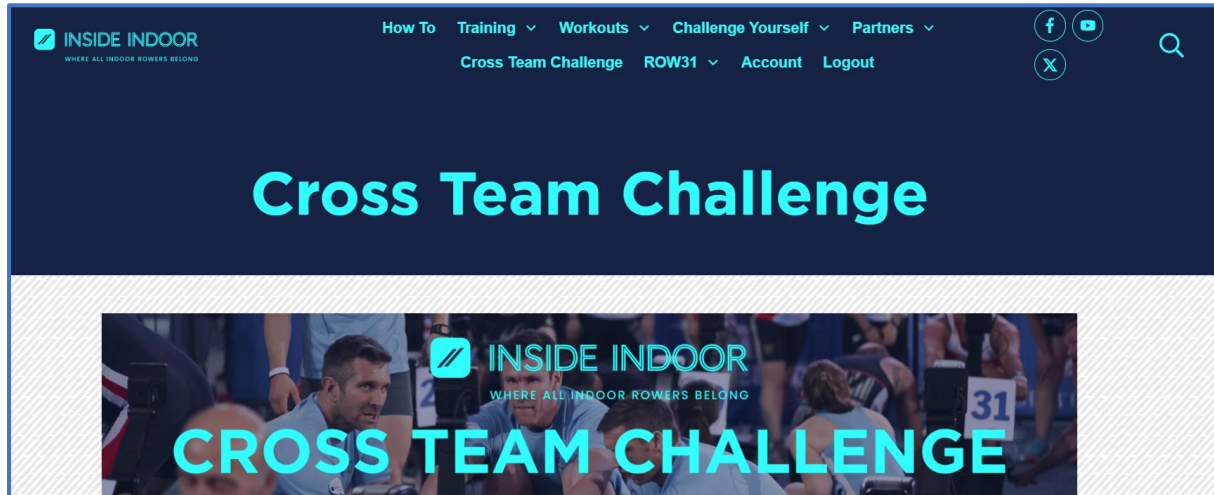 INSIDE INDOOR
WHERE ALL INDOOR ROWERS BELONG
How To Training Workouts Challenge Yourself Partners
Cross Team Challenge ROW31 Account Logout
Cross Team Challenge
INSIDE INDOOR
WHERE ALL INDOOR ROWERS BELONG
2
31
CROSS TEAM CHALLENGE